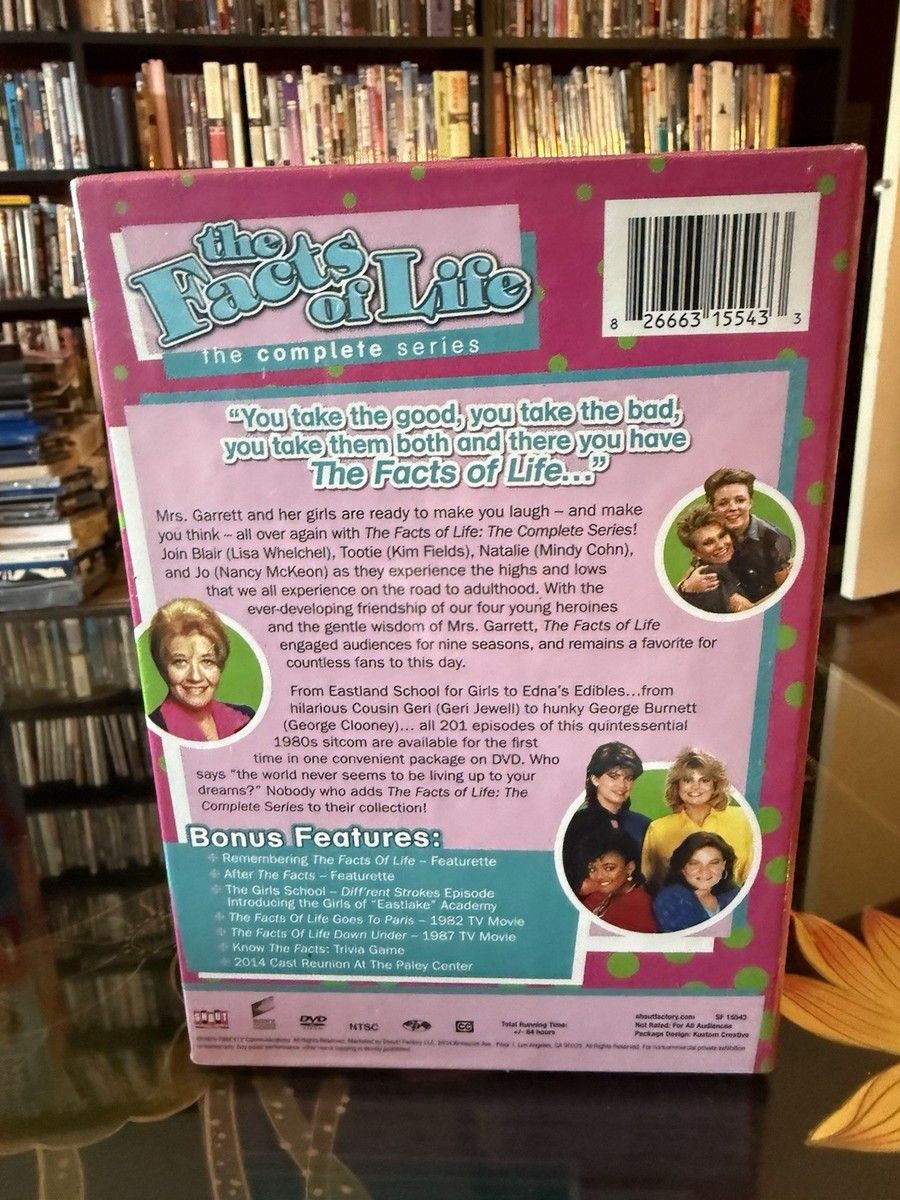 the
Facts
of Life
the complete series
8 26663 15543 3
“You take the good, you take the bad,
you take them both and there you have
The Facts of Life...”
Mrs. Garrett and her girls are ready to make you laugh – and make
you think – all over again with The Facts of Life: The Complete Series!
Join Blair (Lisa Whelchel), Tootie (Kim Fields), Natalie (Mindy Cohn),
and Jo (Nancy McKeon) as they experience the highs and lows
that we all experience on the road to adulthood. With the
ever-developing friendship of our four young heroines
and the gentle wisdom of Mrs. Garrett, The Facts of Life
engaged audiences for nine seasons, and remains a favorite for
countless fans to this day.
From Eastland School for Girls to Edna's Edibles...from
hilarious Cousin Geri (Geri Jewell) to hunky George Burnett
(George Clooney)... all 201 episodes of this quintessential
1980s sitcom are available for the first
time in one convenient package on DVD. Who
says "the world never seems to be living up to your
dreams?" Nobody who adds The Facts of Life: The
Complete Series to their collection!
Bonus Features:
Remembering The Facts Of Life – Featurette
After The Facts – Featurette
The Girls School – Diff'rent Strokes Episode
Introducing the Girls of "Eastlake" Academy
The Facts Of Life Goes To Paris – 1982 TV Movie
The Facts Of Life Down Under – 1987 TV Movie
Know The Facts: Trivia Game
2014 Cast Reunion At The Paley Center
SHOUT
DVD
NTSC
CC
Total Running Time:
+/- 84 hours
shoutfactory.com SF 15543
Not Rated: For All Audiences
Package Design: Kustom Creative